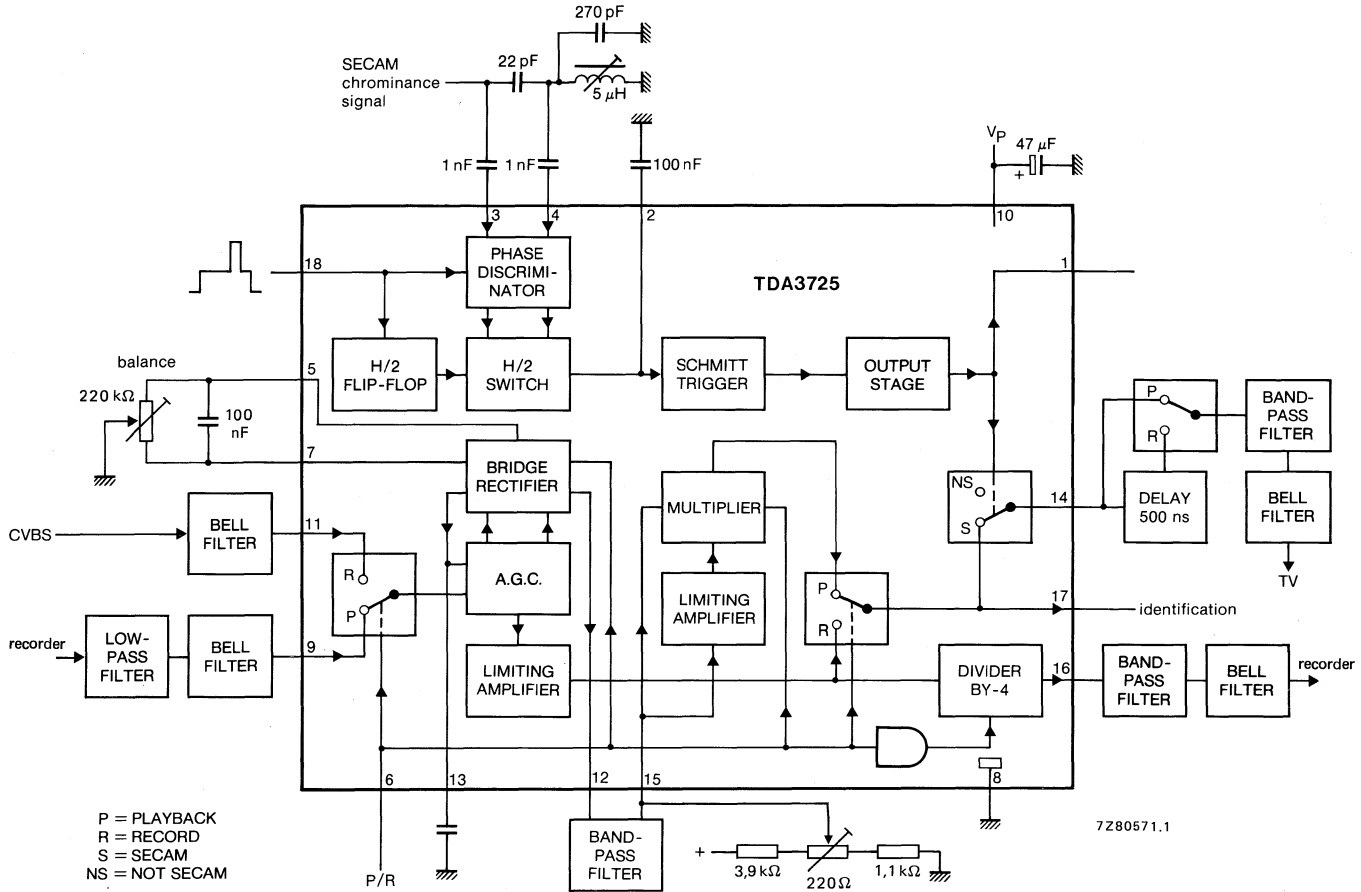 270 pF
SECAM
chrominance
signal
22 pF
5 µH
1 nF
1 nF
100 nF
VP
47 µF
+
3
4
2
10
18
PHASE
DISCRIMI-
NATOR
TDA3725
1
H/2
FLIP-FLOP
H/2
SWITCH
SCHMITT
TRIGGER
OUTPUT
STAGE
balance
220 kΩ
100
nF
5
7
BRIDGE
RECTIFIER
MULTIPLIER
NS
S
14
P
R
BAND-
PASS
FILTER
DELAY
500 ns
BELL
FILTER
TV
CVBS
BELL
FILTER
11
R
P
A.G.C.
LIMITING
AMPLIFIER
P
R
17
identification
recorder
LOW-
PASS
FILTER
BELL
FILTER
9
LIMITING
AMPLIFIER
DIVIDER
BY-4
16
BAND-
PASS
FILTER
BELL
FILTER
recorder
6
13
12
15
8
P = PLAYBACK
R = RECORD
S = SECAM
NS = NOT SECAM
P/R
BAND-
PASS
FILTER
+
3,9 kΩ
220Ω
1,1 kΩ
7Z80571.1